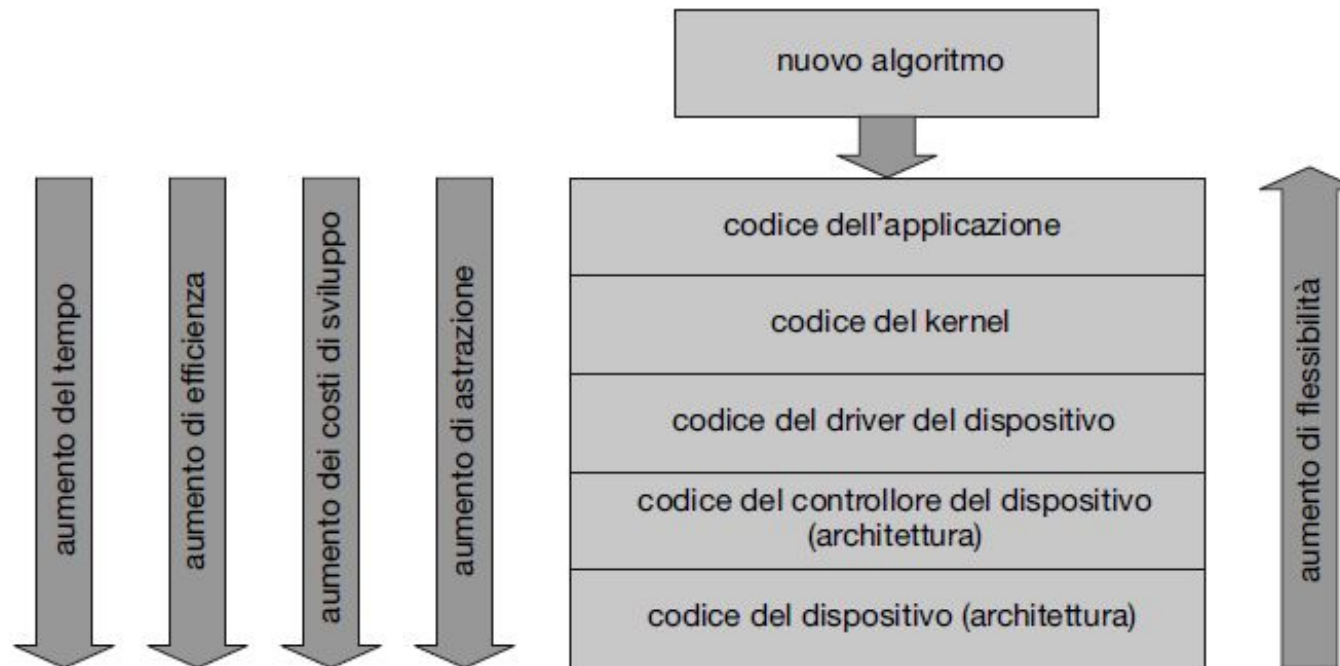 nuovo algoritmo
aumento del tempo
aumento di efficienza
aumento dei costi di sviluppo
aumento di astrazione
codice dell'applicazione
codice del kernel
codice del driver del dispositivo
codice del controllore del dispositivo
(architettura)
codice del dispositivo (architettura)
aumento di flessibilità